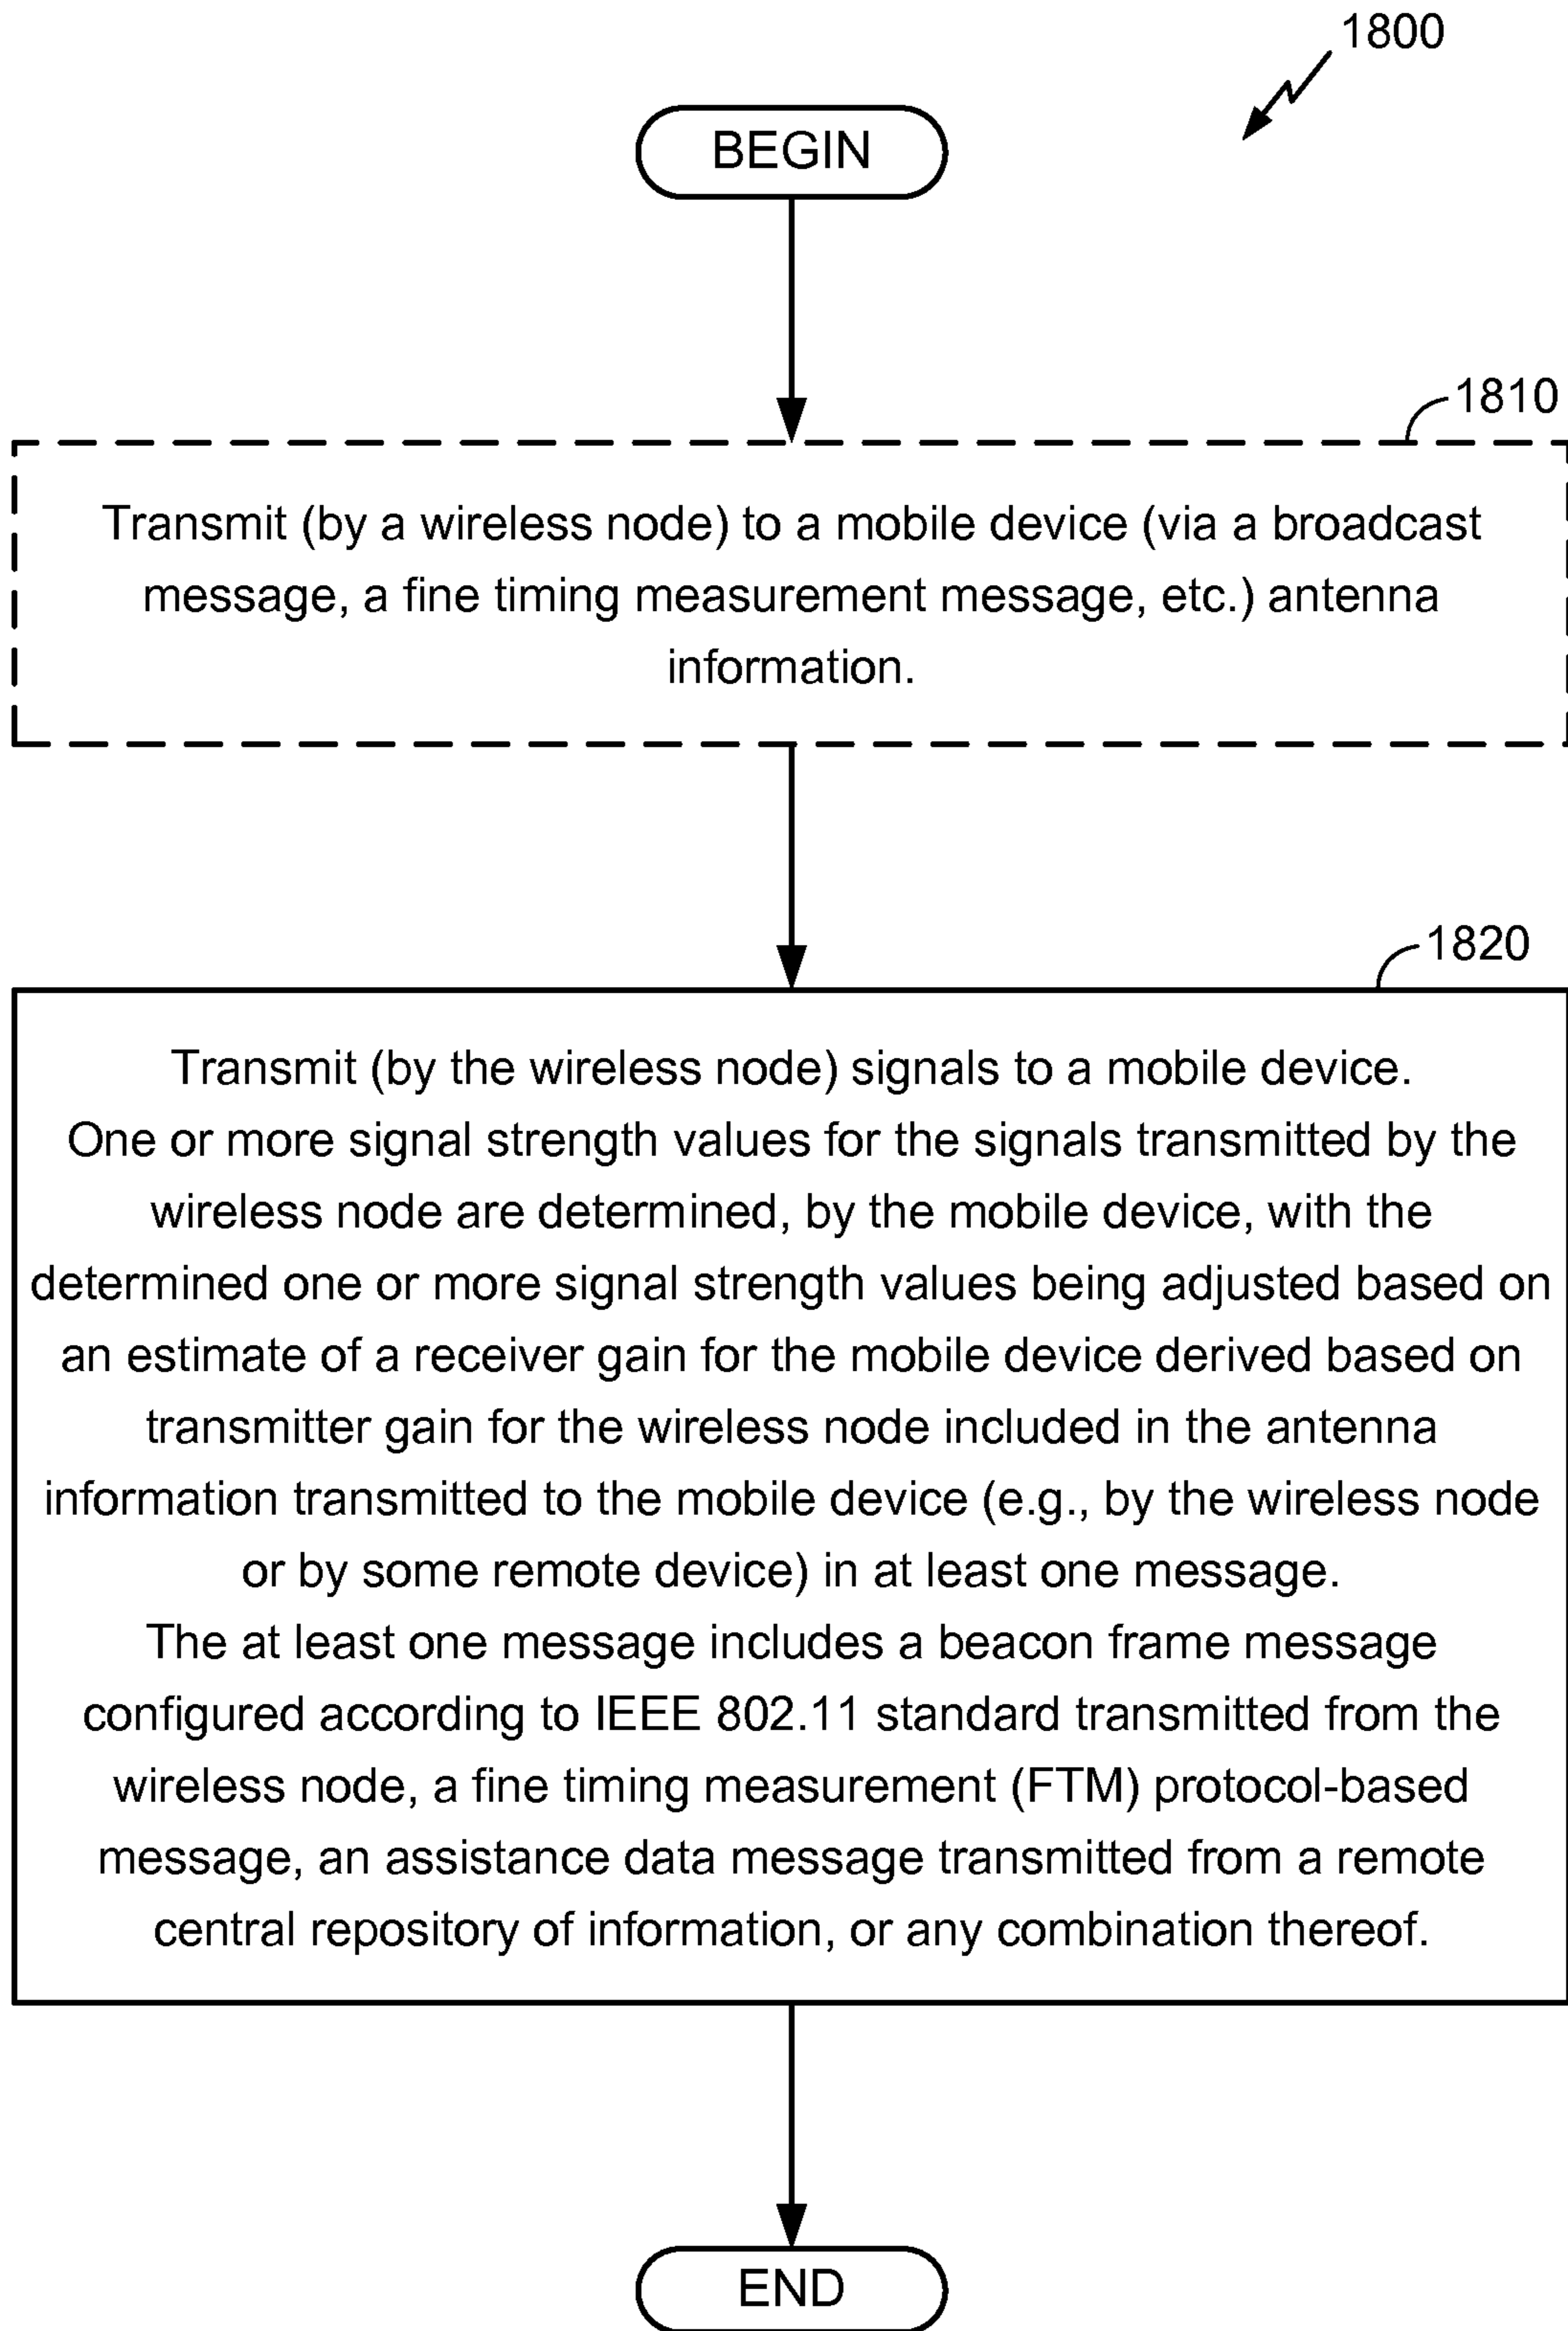 1800
BEGIN
1810
Transmit (by a wireless node) to a mobile device (via a broadcast
message, a fine timing measurement message, etc.) antenna
information.
1820
Transmit (by the wireless node) signals to a mobile device.
One or more signal strength values for the signals transmitted by the
wireless node are determined, by the mobile device, with the
determined one or more signal strength values being adjusted based on
an estimate of a receiver gain for the mobile device derived based on
transmitter gain for the wireless node included in the antenna
information transmitted to the mobile device (e.g., by the wireless node
or by some remote device) in at least one message.
The at least one message includes a beacon frame message
configured according to IEEE 802.11 standard transmitted from the
wireless node, a fine timing measurement (FTM) protocol-based
message, an assistance data message transmitted from a remote
central repository of information, or any combination thereof.
END